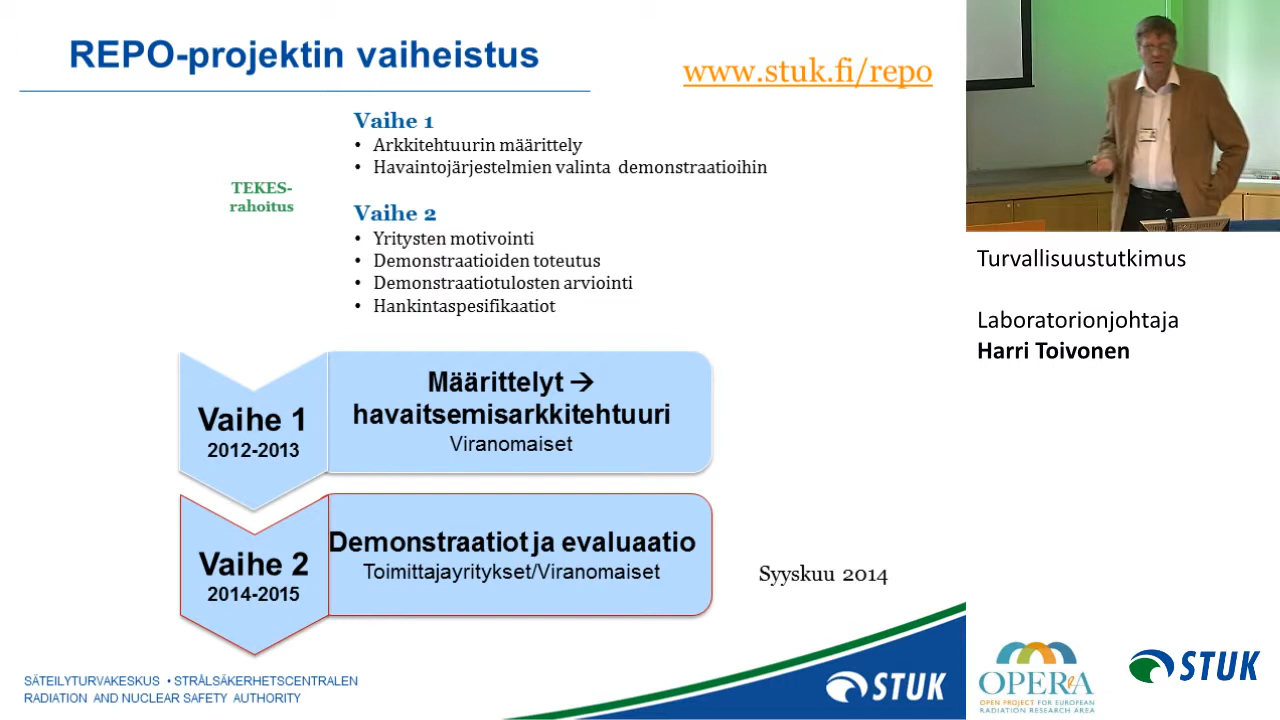 REPO-projektin vaiheistus
www.stuk.fi/repo
Vaihe 1
• Arkkitehtuurin määrittely
• Havaintojärjestelmien valinta demonstraatioihin
TEKES-
rahoitus
Vaihe 2
• Yritysten motivointi
• Demonstraatioiden toteutus
• Demonstraatiotulosten arviointi
• Hankintaspesifikaatiot
Vaihe 1
2012-2013
Määrittelyt →
havaitsemisarkkitehtuuri
Viranomaiset
Vaihe 2
2014-2015
Demonstraatiot ja evaluaatio
Toimittajayritykset/Viranomaiset
Syyskuu 2014
SÄTEILYTURVAKESKUS • STRÅLSÄKERHETSCENTRALEN
RADIATION AND NUCLEAR SAFETY AUTHORITY
STUK
Turvallisuustutkimus
Laboratorionjohtaja
Harri Toivonen
OPERA
OPEN PROJECT FOR EUROPEAN
RADIATION RESEARCH AREA
STUK